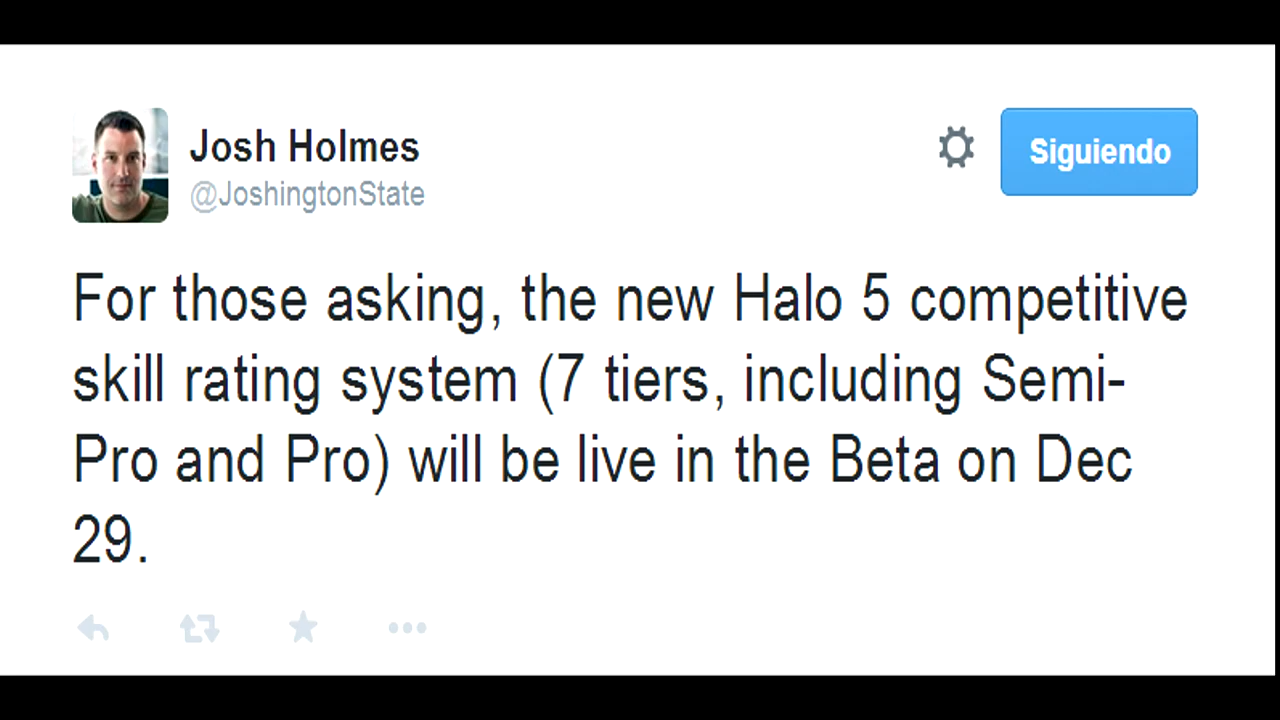 Josh Holmes
@JoshingtonState
Siguiendo
For those asking, the new Halo 5 competitive
skill rating system (7 tiers, including Semi-
Pro and Pro) will be live in the Beta on Dec
29.